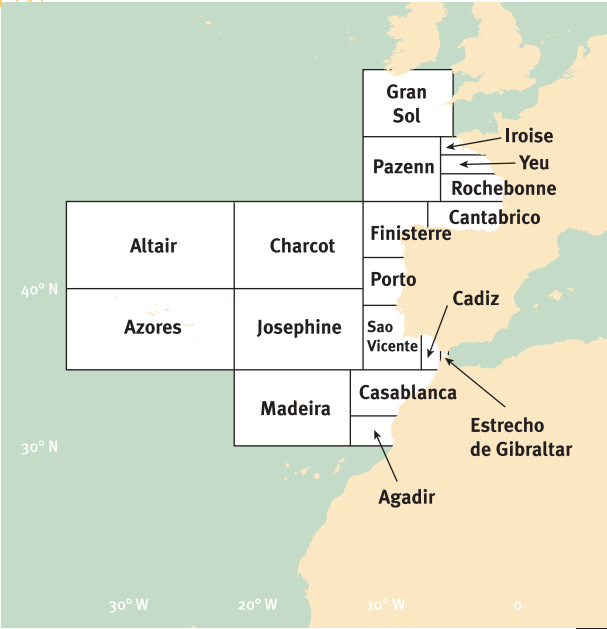 Gran
Sol
Iroise
Pazenn
Yeu
Rochebonne
Cantabrico
Finisterre
Altair
Charcot
Porto
40° N
Cadiz
Azores
Josephine
Sao
Vicente
Casablanca
Madeira
Estrecho
de Gibraltar
30° N
Agadir
30° W
20° W
10° W
0